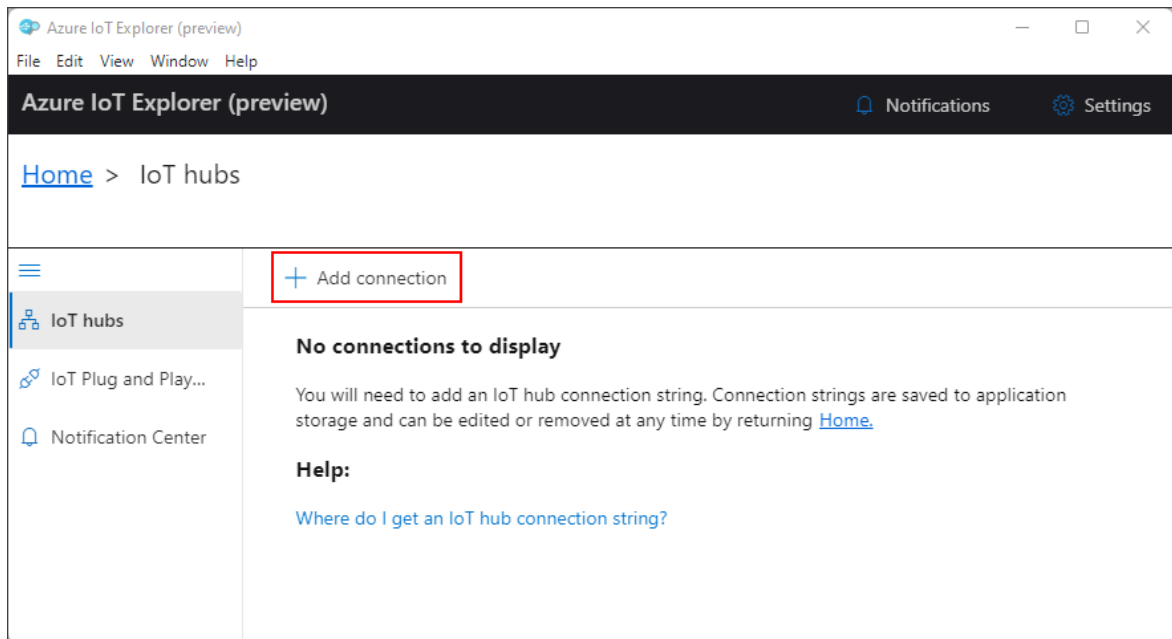 Azure IoT Explorer (preview)
File Edit View Window Help
Azure IoT Explorer (preview)
Notifications
Settings
Home > IoT hubs
Add connection
IoT hubs
IoT Plug and Play...
Notification Center
No connections to display
You will need to add an IoT hub connection string. Connection strings are saved to application
storage and can be edited or removed at any time by returning Home.
Help:
Where do I get an IoT hub connection string?